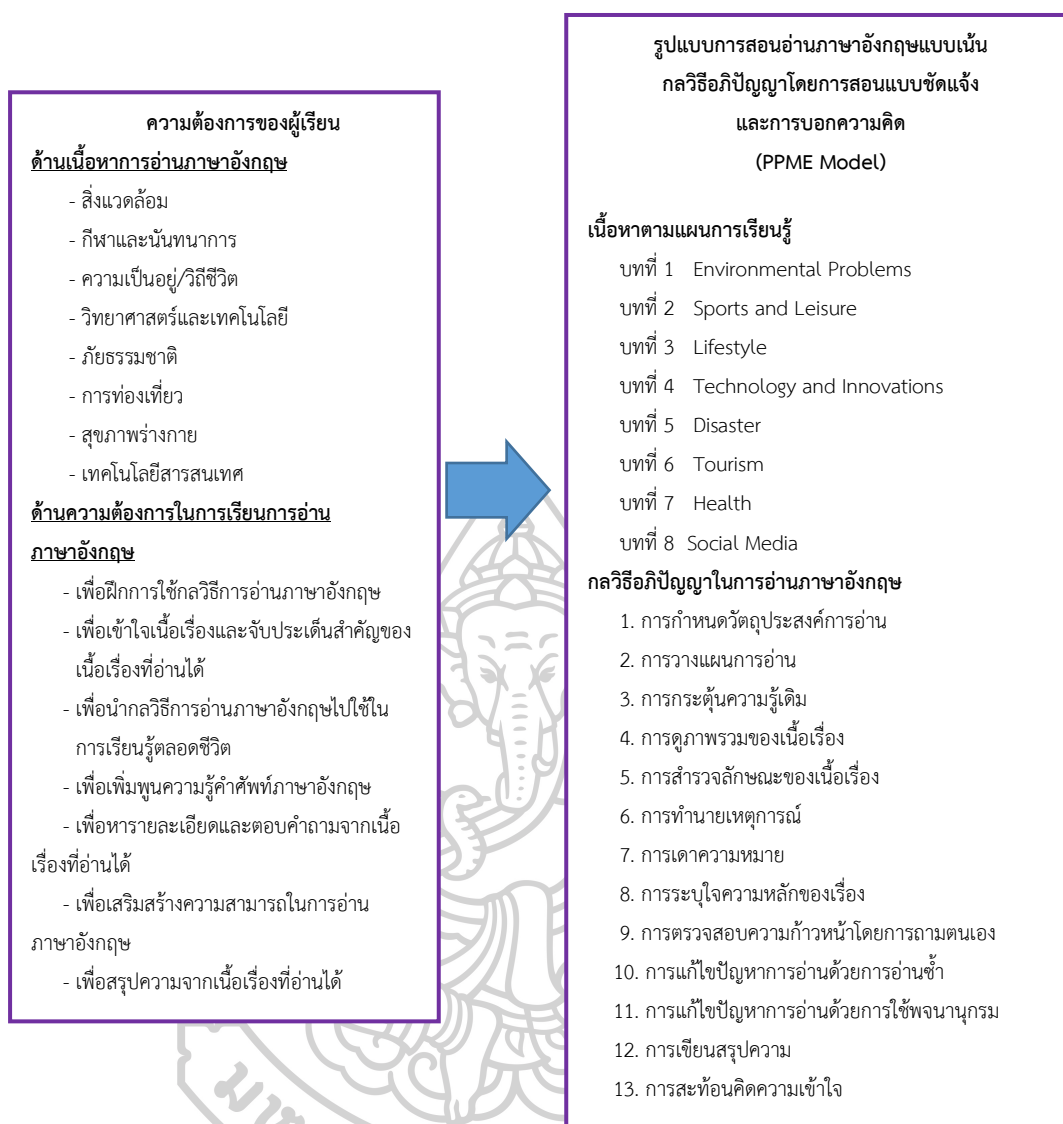 ความต้องการของผู้เรียน
ด้านเนื้อหาการอ่านภาษาอังกฤษ
- สิ่งแวดล้อม
- กีฬาและนันทนาการ
- ความเป็นอยู่/วิถีชีวิต
- วิทยาศาสตร์และเทคโนโลยี
- ภัยธรรมชาติ
- การท่องเที่ยว
- สุขภาพร่างกาย
- เทคโนโลยีสารสนเทศ
ด้านความต้องการในการเรียนการอ่าน
ภาษาอังกฤษ
- เพื่อฝึกการใช้กลวิธีการอ่านภาษาอังกฤษ
- เพื่อเข้าใจเนื้อเรื่องและจับประเด็นสำคัญของ
เนื้อเรื่องที่อ่านได้
- เพื่อนำกลวิธีการอ่านภาษาอังกฤษไปใช้ใน
การเรียนรู้ตลอดชีวิต
- เพื่อเพิ่มพูนความรู้คำศัพท์ภาษาอังกฤษ
- เพื่อหารายละเอียดและตอบคำถามจากเนื้อ
เรื่องที่อ่านได้
- เพื่อเสริมสร้างความสามารถในการอ่าน
ภาษาอังกฤษ
- เพื่อสรุปความจากเนื้อเรื่องที่อ่านได้
รูปแบบการสอนอ่านภาษาอังกฤษแบบเน้น
กลวิธีอภิปัญญาโดยการสอนแบบชัดแจ้ง
และการบอกความคิด
(PPME Model)
เนื้อหาตามแผนการเรียนรู้
บทที่ 1 Environmental Problems
บทที่ 2 Sports and Leisure
บทที่ 3 Lifestyle
บทที่ 4 Technology and Innovations
บทที่ 5 Disaster
บทที่ 6 Tourism
บทที่ 7 Health
บทที่ 8 Social Media
กลวิธีอภิปัญญาในการอ่านภาษาอังกฤษ
1. การกำหนดวัตถุประสงค์การอ่าน
2. การวางแผนการอ่าน
3. การกระตุ้นความรู้เดิม
4. การดูภาพรวมของเนื้อเรื่อง
5. การสำรวจลักษณะของเนื้อเรื่อง
6. การทำนายเหตุการณ์
7. การเดาความหมาย
8. การระบุใจความหลักของเรื่อง
9. การตรวจสอบความก้าวหน้าโดยการถามตนเอง
10. การแก้ไขปัญหาการอ่านด้วยการอ่านซ้ำ
11. การแก้ไขปัญหาการอ่านด้วยการใช้พจนานุกรม
12. การเขียนสรุปความ
13. การสะท้อนคิดความเข้าใจ